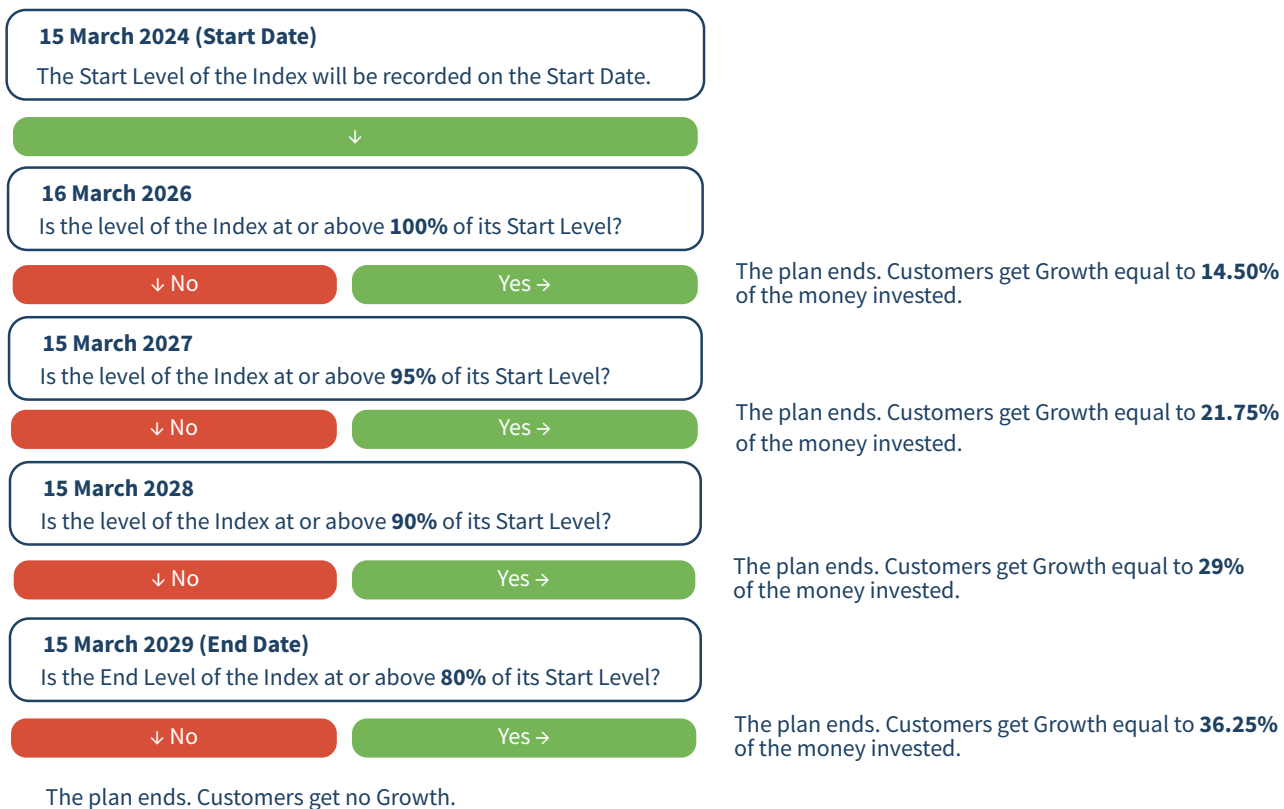 15 March 2024 (Start Date)
The Start Level of the Index will be recorded on the Start Date.
↓
16 March 2026
Is the level of the Index at or above 100% of its Start Level?
↓ No
Yes →
The plan ends. Customers get Growth equal to 14.50%
of the money invested.
15 March 2027
Is the level of the Index at or above 95% of its Start Level?
↓ No
Yes →
The plan ends. Customers get Growth equal to 21.75%
of the money invested.
15 March 2028
Is the level of the Index at or above 90% of its Start Level?
↓ No
Yes →
The plan ends. Customers get Growth equal to 29%
of the money invested.
15 March 2029 (End Date)
Is the End Level of the Index at or above 80% of its Start Level?
↓ No
Yes →
The plan ends. Customers get Growth equal to 36.25%
of the money invested.
The plan ends. Customers get no Growth.